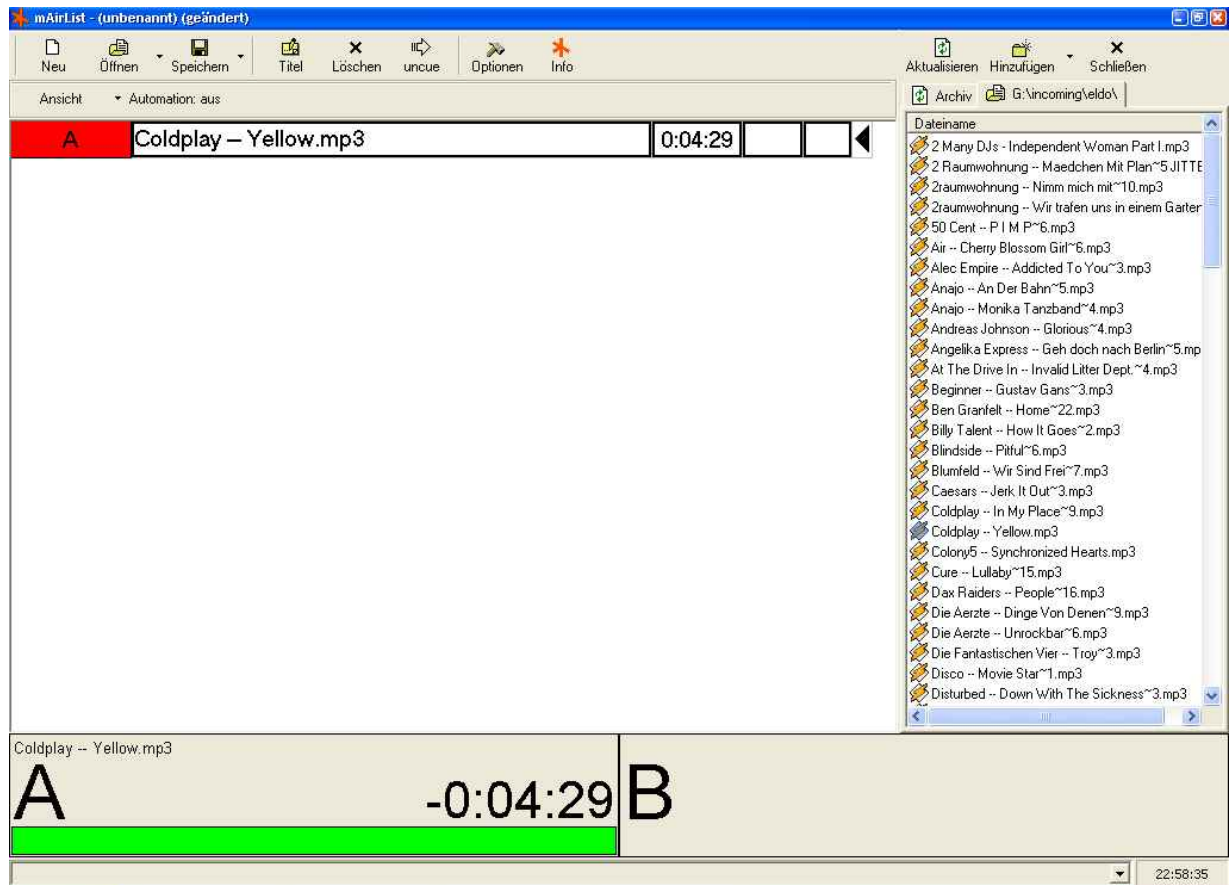 mAirList - (unbenannt) (geändert)
Neu Öffnen Speichern Titel Löschen uncue Optionen Info
Aktualisieren Hinzufügen Schließen
Ansicht Automation: aus
Archiv G:\incoming\eldo\
A Coldplay -- Yellow.mp3 0:04:29
Dateiname
2 Many DJs - Independent Woman Part I.mp3
2 Raumwohnung -- Maedchen Mit Plan~5 JITTE
2raumwohnung -- Nimm mich mit~10.mp3
2raumwohnung -- Wir trafen uns in einem Garten
50 Cent -- P I M P~6.mp3
Air -- Cherry Blossom Girl~6.mp3
Alec Empire -- Addicted To You~3.mp3
Anajo -- An Der Bahn~5.mp3
Anajo -- Monika Tanzband~4.mp3
Andreas Johnson -- Glorious~4.mp3
Angelika Express -- Geh doch nach Berlin~5.mp
At The Drive In -- Invalid Litter Dept.~4.mp3
Beginner -- Gustav Gans~3.mp3
Ben Granfelt -- Home~22.mp3
Billy Talent -- How It Goes~2.mp3
Blindside -- Pitful~6.mp3
Blumfeld -- Wir Sind Frei~7.mp3
Caesars -- Jerk It Out~3.mp3
Coldplay -- In My Place~9.mp3
Coldplay -- Yellow.mp3
Colony5 -- Synchronized Hearts.mp3
Cure -- Lullaby~15.mp3
Dax Raiders -- People~16.mp3
Die Aerzte -- Dinge Von Denen~9.mp3
Die Aerzte -- Unrockbar~6.mp3
Die Fantastischen Vier -- Troy~3.mp3
Disco -- Movie Star~1.mp3
Disturbed -- Down With The Sickness~3.mp3
Coldplay -- Yellow.mp3
A -0:04:29 B
22:58:35